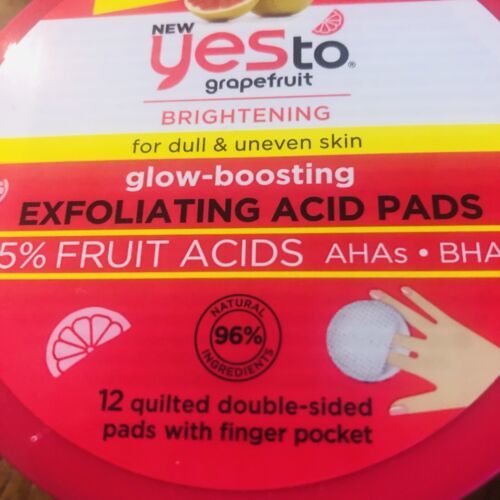 NEW
yes to®
grapefruit
BRIGHTENING
for dull & uneven skin
glow-boosting
EXFOLIATING ACID PADS
5% FRUIT ACIDS AHAs • BHA
NATURAL
96%
INGREDIENTS
12 quilted double-sided
pads with finger pocket